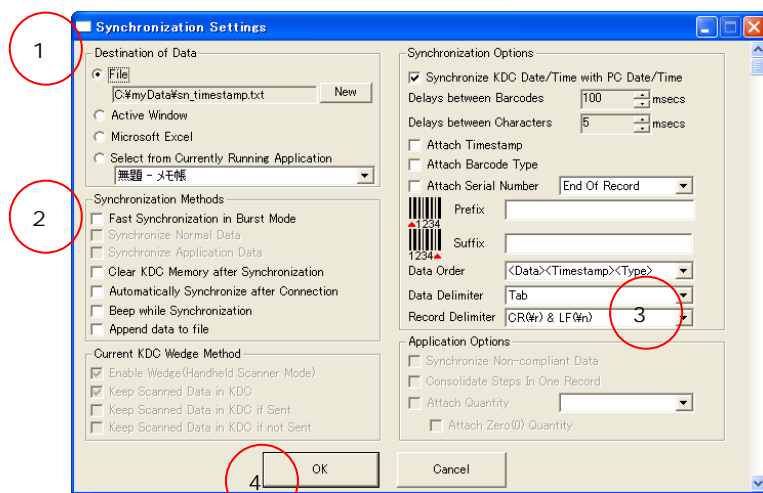 Synchronization Settings
1
Destination of Data
File
C:¥myData¥sn_timestamp.txt
New
Active Window
Microsoft Excel
Select from Currently Running Application
無題 - メモ帳
2
Synchronization Methods
Fast Synchronization in Burst Mode
Synchronize Normal Data
Synchronize Application Data
Clear KDC Memory after Synchronization
Automatically Synchronize after Connection
Beep while Synchronization
Append data to file
Current KDC Wedge Method
Enable Wedge(Handheld Scanner Mode)
Keep Scanned Data in KDC
Keep Scanned Data in KDC if Sent
Keep Scanned Data in KDC if not Sent
Synchronization Options
Synchronize KDC Date/Time with PC Date/Time
Delays between Barcodes 100 msecs
Delays between Characters 5 msecs
Attach Timestamp
Attach Barcode Type
Attach Serial Number End Of Record
1234 Prefix
1234 Suffix
Data Order <Data><Timestamp><Type>
Data Delimiter Tab
Record Delimiter CR(¥r) & LF(¥n)
3
Application Options
Synchronize Non-compliant Data
Consolidate Steps In One Record
Attach Quantity
Attach Zero(0) Quantity
4
OK
Cancel